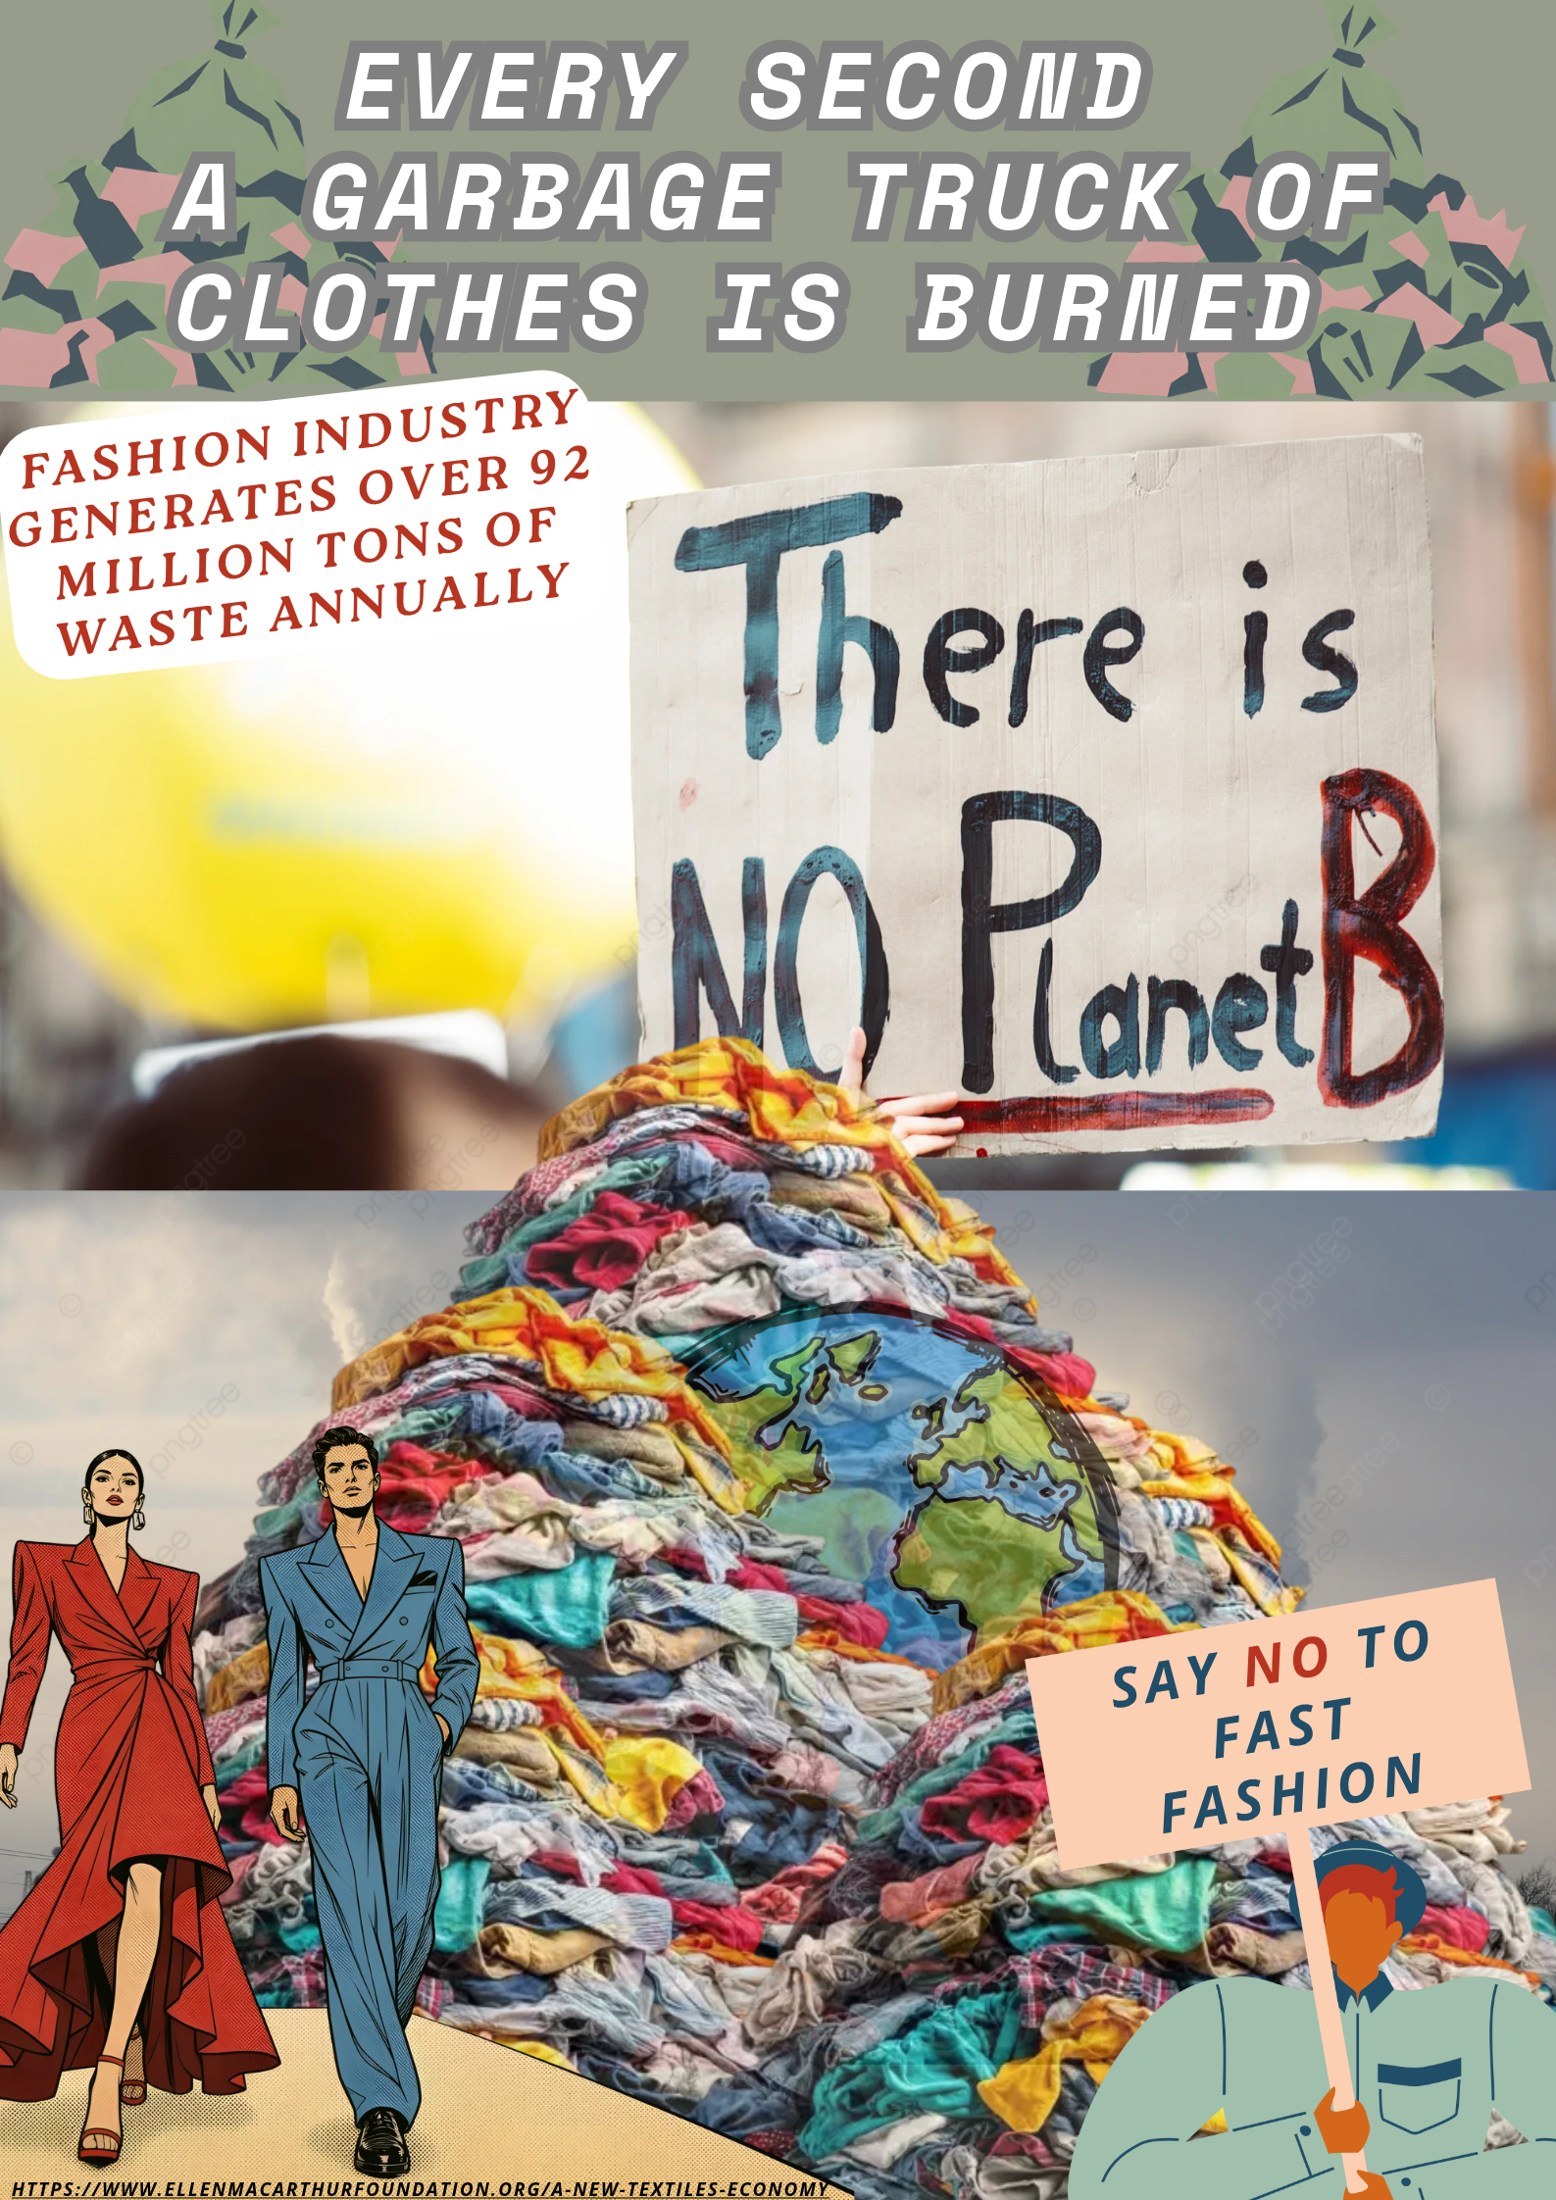 EVERY SECOND
A GARBAGE TRUCK OF
CLOTHES IS BURNED
FASHION INDUSTRY
GENERATES OVER 92
MILLION TONS OF
WASTE ANNUALLY
There is
NO Planet B
SAY NO TO
FAST
FASHION
HTTPS://WWW.ELLENMACARTHURFOUNDATION.ORG/A-NEW-TEXTILES-ECONOMY
pngtree